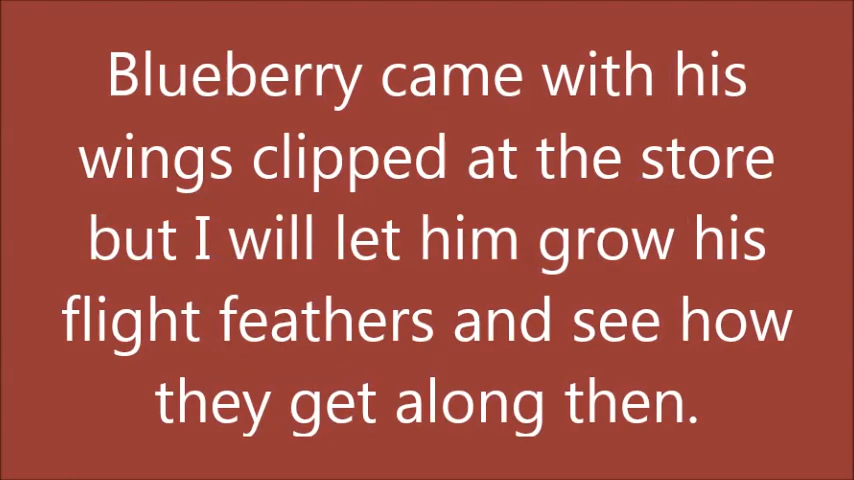 Blueberry came with his
wings clipped at the store
but I will let him grow his
flight feathers and see how
they get along then.